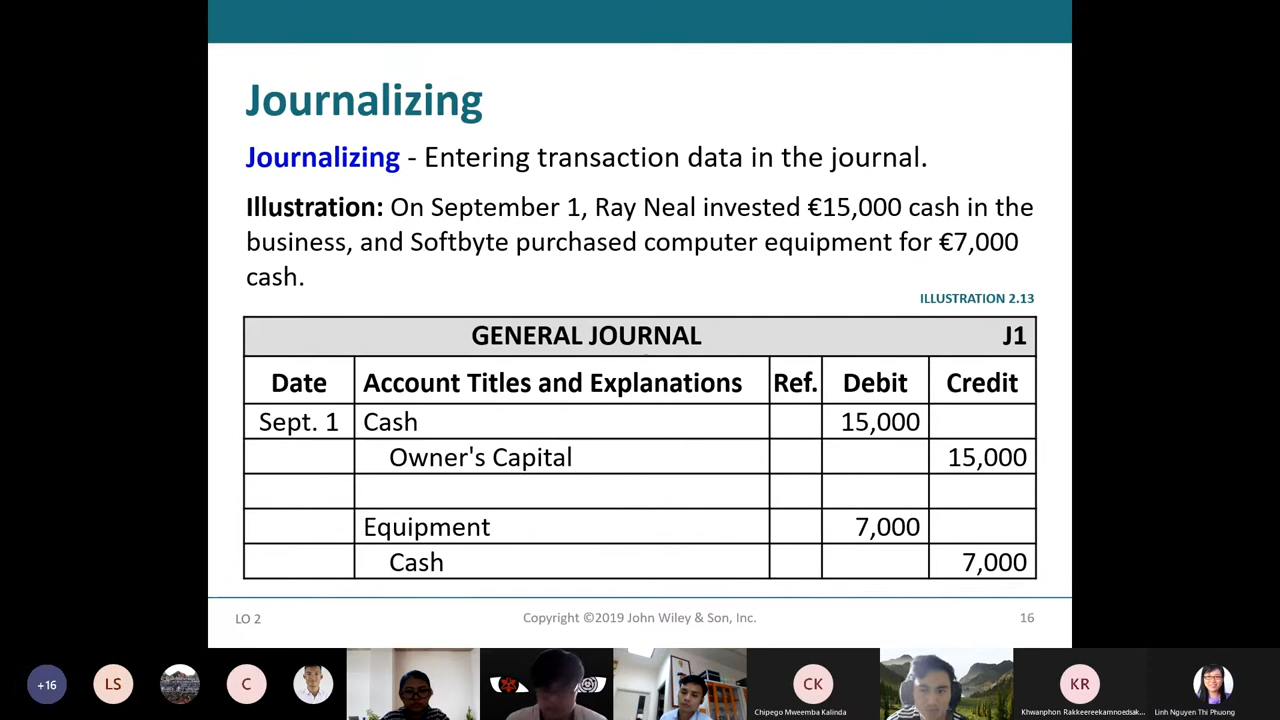 Journalizing
Journalizing - Entering transaction data in the journal.
Illustration: On September 1, Ray Neal invested €15,000 cash in the
business, and Softbyte purchased computer equipment for €7,000
cash.
ILLUSTRATION 2.13
GENERAL JOURNAL J1
Date Account Titles and Explanations Ref. Debit Credit
Sept. 1 Cash 15,000
Owner's Capital 15,000
Equipment 7,000
Cash 7,000
LO 2 Copyright ©2019 John Wiley & Son, Inc. 16
+16 LS C CK KR
Chipego Mweemba Kalinda Khwanphon Rakkeereekamnoedsak... Linh Nguyen Thi Phuong